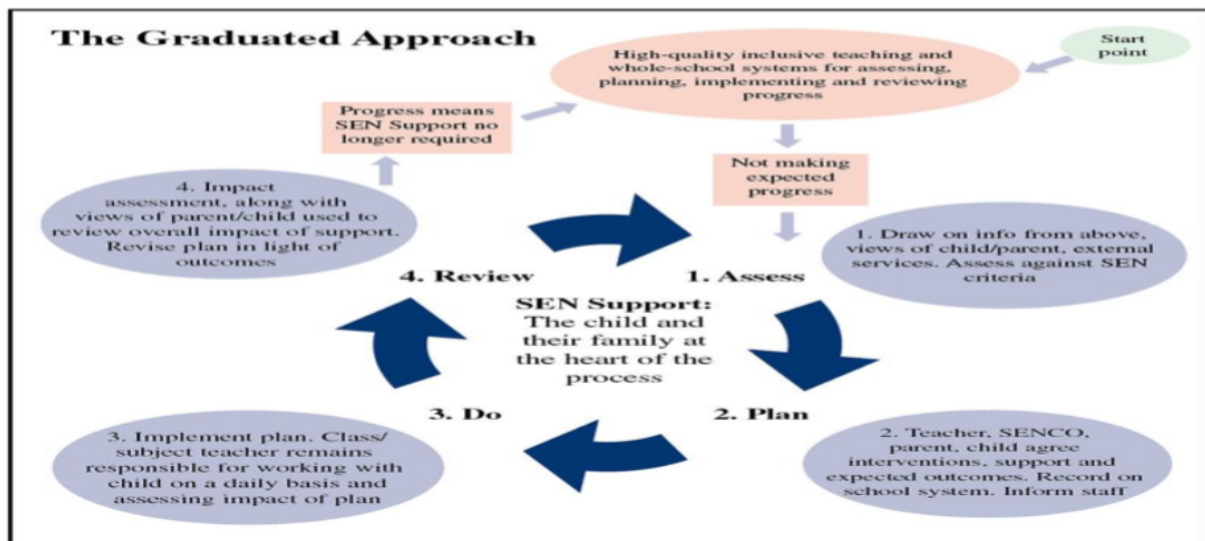 The Graduated Approach
Start
point
High-quality inclusive teaching and
whole-school systems for assessing,
planning, implementing and reviewing
progress
Progress means
SEN Support no
longer required
Not making
expected
progress
4. Impact
assessment, along with
views of parent/child used to
review overall impact of support.
Revise plan in light of
outcomes
1. Draw on info from above,
views of child/parent, external
services. Assess against SEN
criteria
4. Review
1. Assess
SEN Support:
The child and
their family at
the heart of the
process
3. Do
2. Plan
3. Implement plan. Class/
subject teacher remains
responsible for working with
child on a daily basis and
assessing impact of plan
2. Teacher, SENCO,
parent, child agree
interventions, support and
expected outcomes. Record on
school system. Inform staff